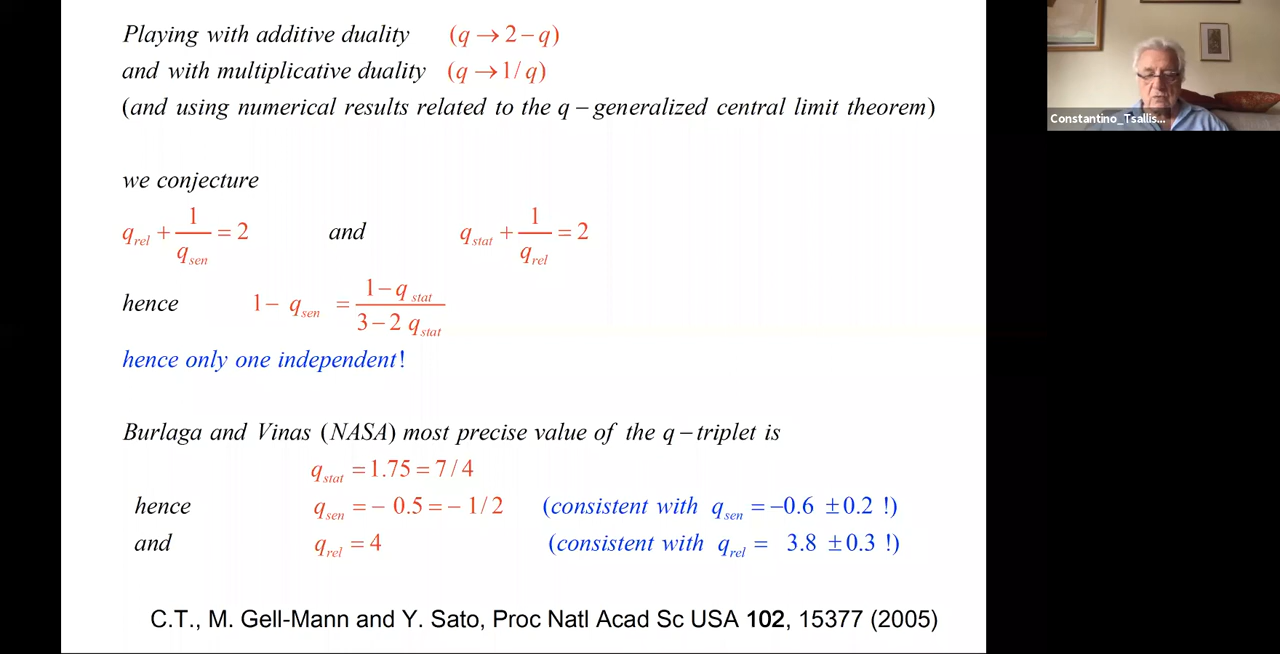 Playing with additive duality (q → 2 − q)
and with multiplicative duality (q → 1/q)
(and using numerical results related to the q − generalized central limit theorem)
Constantino_Tsallis...
we conjecture
q_rel + 1/q_sen = 2 and q_stat + 1/q_rel = 2
hence 1 − q_sen = (1 − q_stat)/(3 − 2 q_stat)
hence only one independent!
Burlaga and Vinas (NASA) most precise value of the q − triplet is
q_stat = 1.75 = 7/4
hence q_sen = − 0.5 = − 1/2 (consistent with q_sen = −0.6 ±0.2 !)
and q_rel = 4 (consistent with q_rel = 3.8 ±0.3 !)
C.T., M. Gell-Mann and Y. Sato, Proc Natl Acad Sc USA 102, 15377 (2005)